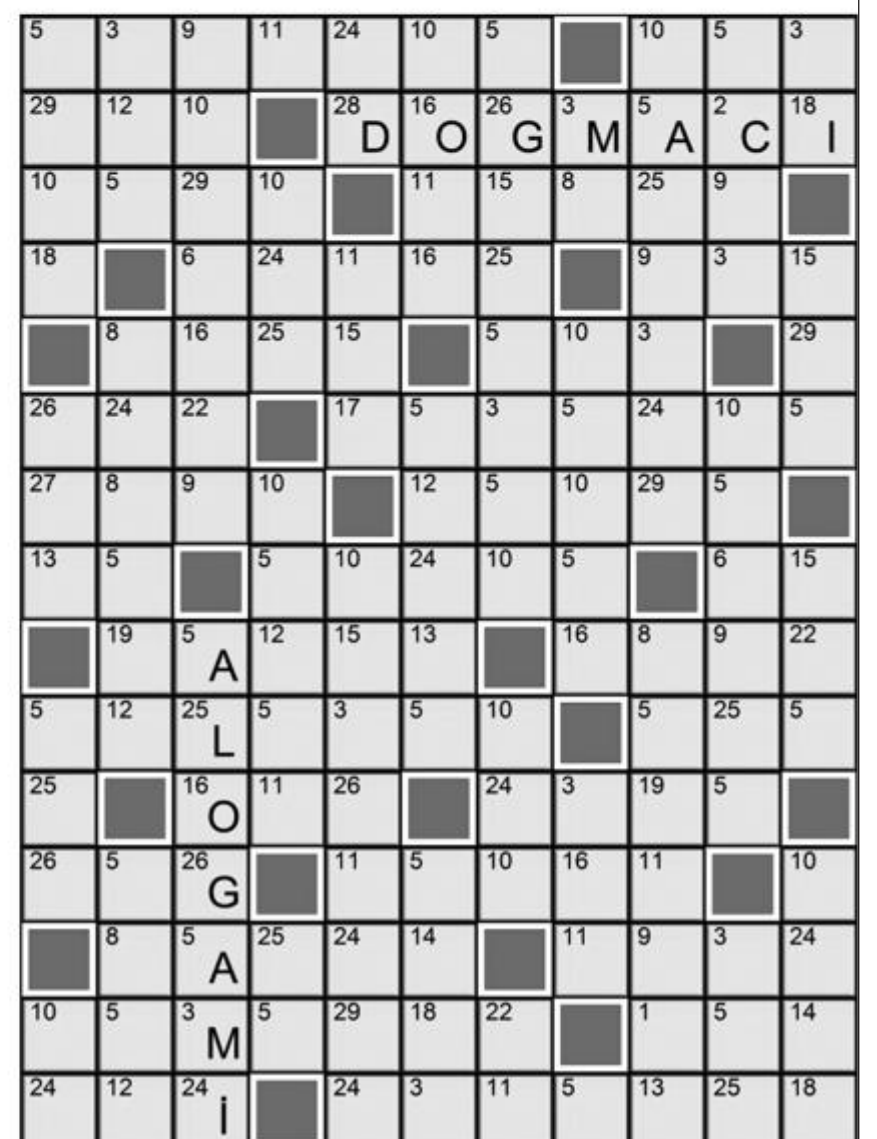 5 3 9 11 24 10 5 10 5 3
29 12 10 28 16 26 3 5 2 18
D O G M A C I
10 5 29 10 11 15 8 25 9
18 6 24 11 16 25 9 3 15
8 16 25 15 5 10 3 29
26 24 22 17 5 3 5 24 10 5
27 8 9 10 12 5 10 29 5
13 5 5 10 24 10 5 6 15
19 5 12 15 13 16 8 9 22
A
5 12 25 5 3 5 10 5 25 5
L
25 16 11 26 24 3 19 5
O
26 5 26 11 5 10 16 11 10
G
8 5 25 24 14 11 9 3 24
A
10 5 3 5 29 18 22 1 5 14
M
24 12 24 24 3 11 5 13 25 18
İ